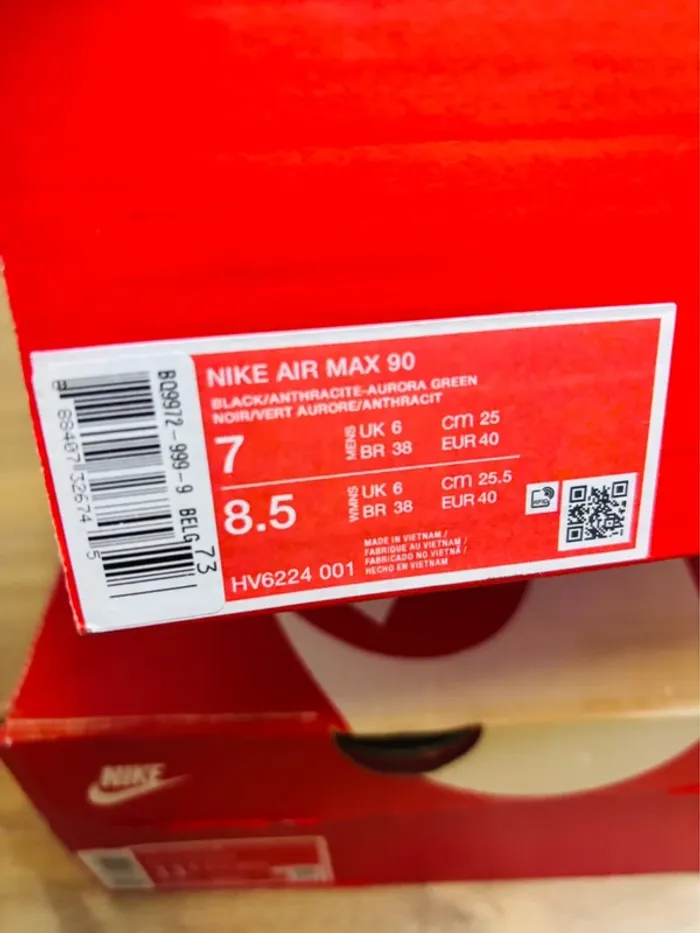 NIKE AIR MAX 90
BLACK/ANTHRACITE-AURORA GREEN
NOIR/VERT AURORE/ANTHRACIT
7
MENS
UK 6
BR 38
cm 25
EUR 40
8.5
WMNS
UK 6
BR 38
cm 25.5
EUR 40
HV6224 001
MADE IN VIETNAM /
FABRIQUE AU VIETNAM /
FABRICADO NO VIETNÃ /
HECHO EN VIETNAM
BQ9972-999-9 BELG 73
88407 32674 5
NIKE